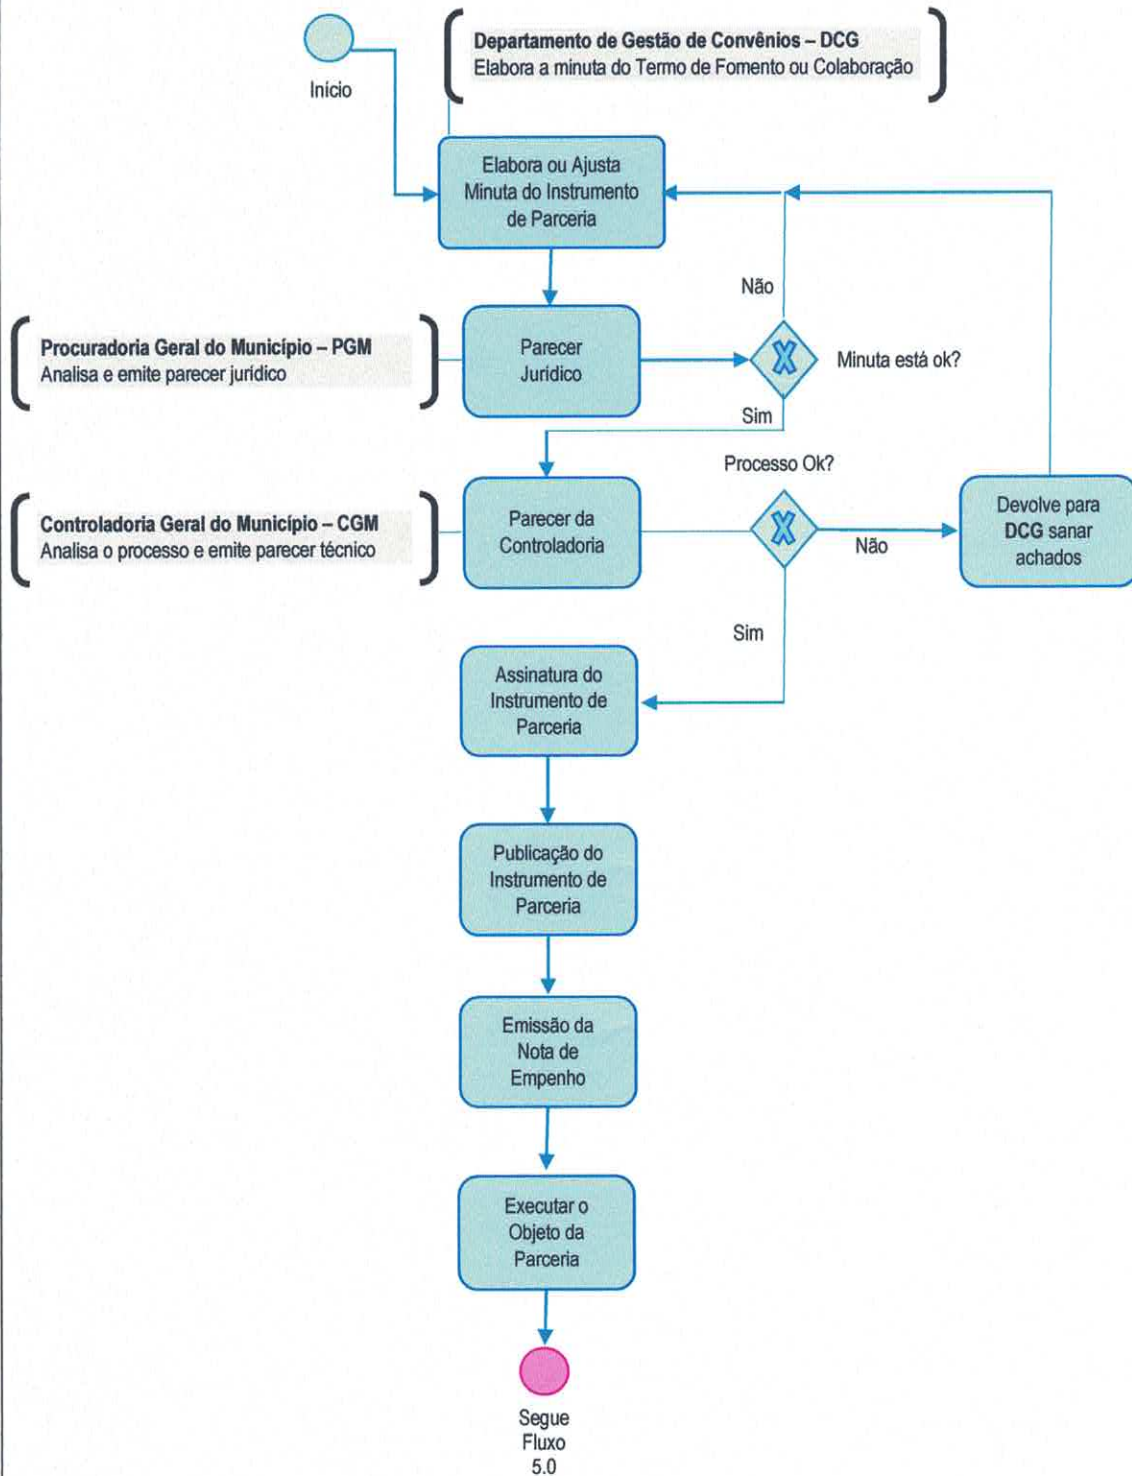 Departamento de Gestão de Convênios – DCG
Elabora a minuta do Termo de Fomento ou Colaboração
Início
Elabora ou Ajusta
Minuta do Instrumento
de Parceria
Não
Procuradoria Geral do Município – PGM
Analisa e emite parecer jurídico
Parecer
Jurídico
X
Minuta está ok?
Sim
Processo Ok?
Controladoria Geral do Município – CGM
Analisa o processo e emite parecer técnico
Parecer da
Controladoria
X
Não
Devolve para
DCG sanar
achados
Sim
Assinatura do
Instrumento de
Parceria
Publicação do
Instrumento de
Parceria
Emissão da
Nota de
Empenho
Executar o
Objeto da
Parceria
Segue
Fluxo
5.0